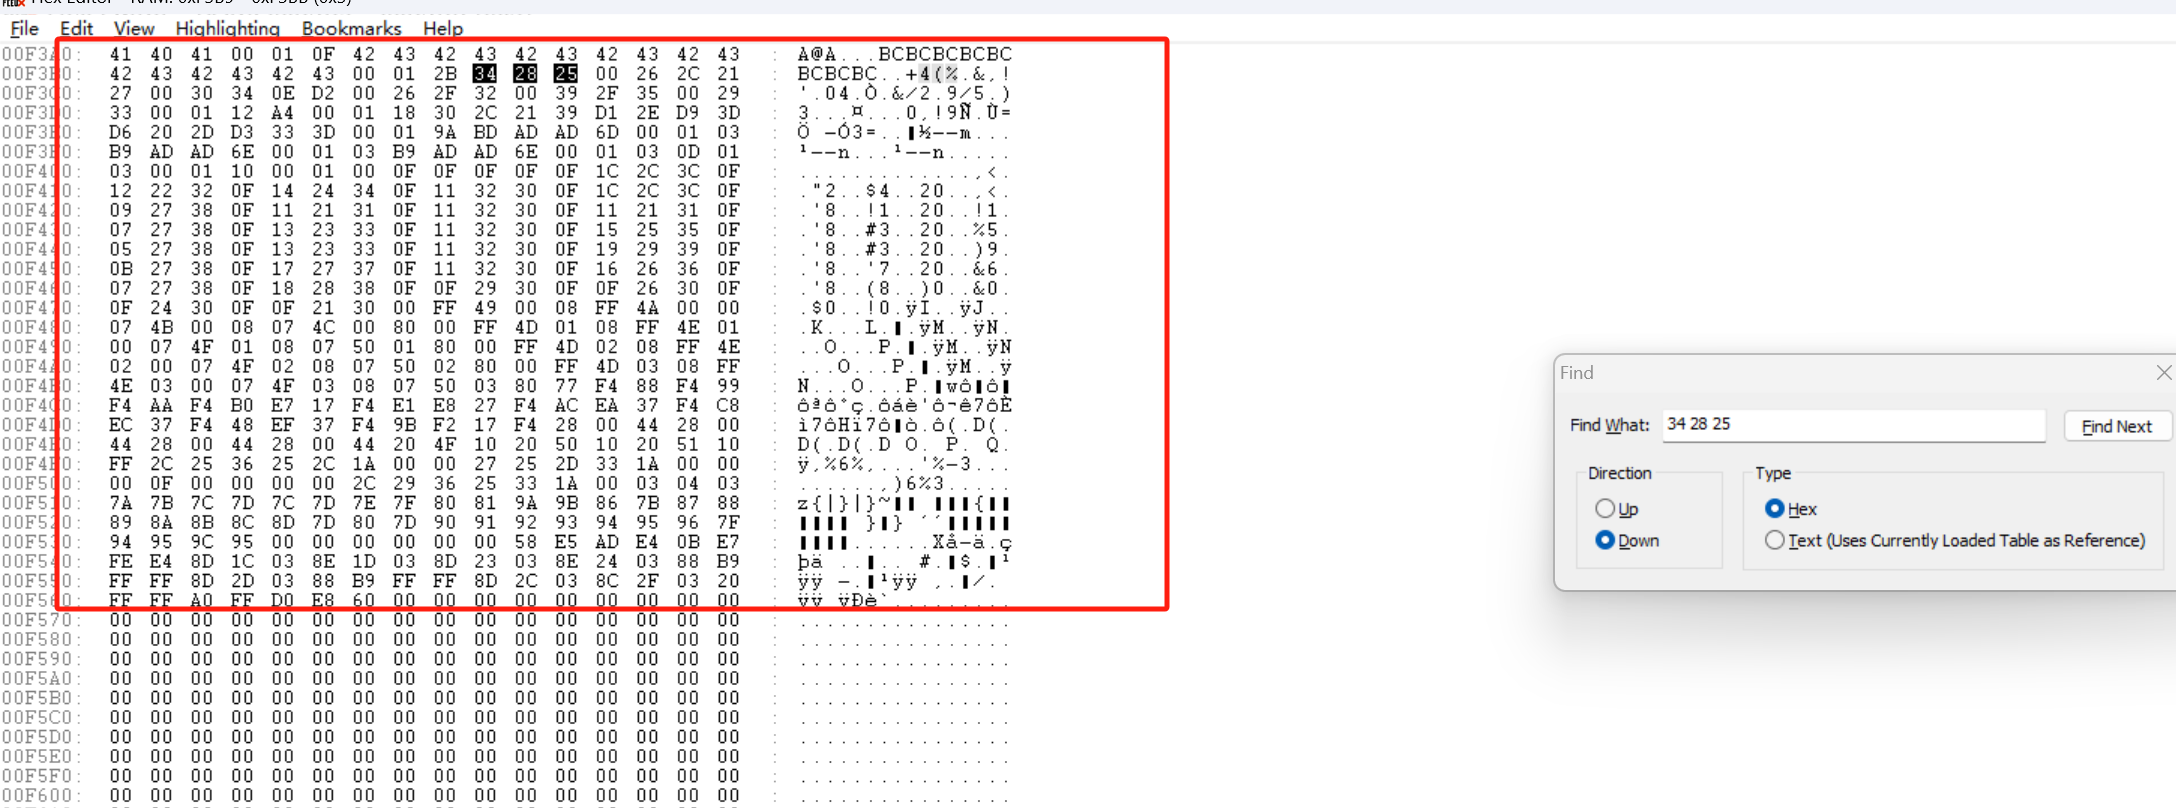 Hex Editor - RAM: 0xF3B9 - 0xF3BB (0x3)
File Edit View Highlighting Bookmarks Help
00F3A0: 41 40 41 00 01 0F 42 43 42 43 42 43 42 43 42 43 : A@A...BCBCBCBCBC
00F3B0: 42 43 42 43 42 43 00 01 2B 34 28 25 00 26 2C 21 : BCBCBC..+4(%.&,!
00F3C0: 27 00 30 34 0E D2 00 26 2F 32 00 39 2F 35 00 29 : '.04.Ò.&/2.9/5.)
00F3D0: 33 00 01 12 A4 00 01 18 30 2C 21 39 D1 2E D9 3D : 3...¤...0,!9Ñ.Ù=
00F3E0: D6 20 2D D3 33 3D 00 01 9A BD AD AD 6D 00 01 03 : Ö -Ó3=..▮½--m...
00F3F0: B9 AD AD 6E 00 01 03 B9 AD AD 6E 00 01 03 0D 01 : ¹--n...¹--n.....
00F400: 03 00 01 10 00 01 00 0F 0F 0F 0F 0F 1C 2C 3C 0F : .............,<.
00F410: 12 22 32 0F 14 24 34 0F 11 32 30 0F 1C 2C 3C 0F : ."2..$4..20..,<.
00F420: 09 27 38 0F 11 21 31 0F 11 32 30 0F 11 21 31 0F : .'8..!1..20..!1.
00F430: 07 27 38 0F 13 23 33 0F 11 32 30 0F 15 25 35 0F : .'8..#3..20..%5.
00F440: 05 27 38 0F 13 23 33 0F 11 32 30 0F 19 29 39 0F : .'8..#3..20..)9.
00F450: 0B 27 38 0F 17 27 37 0F 11 32 30 0F 16 26 36 0F : .'8..'7..20..&6.
00F460: 07 27 38 0F 18 28 38 0F 0F 29 30 0F 0F 26 30 0F : .'8..(8..)0..&0.
00F470: 0F 24 30 0F 0F 21 30 00 FF 49 00 08 FF 4A 00 00 : .$0..!0.ÿI..ÿJ..
00F480: 07 4B 00 08 07 4C 00 80 00 FF 4D 01 08 FF 4E 01 : .K...L.▮.ÿM..ÿN.
00F490: 00 07 4F 01 08 07 50 01 80 00 FF 4D 02 08 FF 4E : ..O...P.▮.ÿM..ÿN
00F4A0: 02 00 07 4F 02 08 07 50 02 80 00 FF 4D 03 08 FF : ...O...P.▮.ÿM..ÿ
00F4B0: 4E 03 00 07 4F 03 08 07 50 03 80 77 F4 88 F4 99 : N...O...P.▮wô▮ô▮
00F4C0: F4 AA F4 B0 E7 17 F4 E1 E8 27 F4 AC EA 37 F4 C8 : ôªô°ç.ôáè'ô¬ê7ôÈ
00F4D0: EC 37 F4 48 EF 37 F4 9B F2 17 F4 28 00 44 28 00 : ì7ôHï7ô▮ò.ô(.D(.
00F4E0: 44 28 00 44 28 00 44 20 4F 10 20 50 10 20 51 10 : D(.D(.D O. P. Q.
00F4F0: FF 2C 25 36 25 2C 1A 00 00 27 25 2D 33 1A 00 00 : ÿ,%6%,...'%-3...
00F500: 00 0F 00 00 00 00 2C 29 36 25 33 1A 00 03 04 03 : ......,)6%3.....
00F510: 7A 7B 7C 7D 7C 7D 7E 7F 80 81 9A 9B 86 7B 87 88
00F520: 89 8A 8B 8C 8D 7D 80 7D 90 91 92 93 94 95 96 7F
00F530: 94 95 9C 95 00 00 00 00 00 00 58 E5 AD E4 0B E7 : ▮▮▮▮......Xå-ä.ç
00F540: FE E4 8D 1C 03 8E 1D 03 8D 23 03 8E 24 03 88 B9 : þä▮..▮..▮#.▮$.▮¹
00F550: FF FF 8D 2D 03 88 B9 FF FF 8D 2C 03 8C 2F 03 20 : ÿÿ▮-.▮¹ÿÿ▮,.▮/.
00F560: FF FF A0 FF D0 E8 60 00 00 00 00 00 00 00 00 00 : ÿÿ ÿÐè`.........
00F570: 00 00 00 00 00 00 00 00 00 00 00 00 00 00 00 00 : ................
00F580: 00 00 00 00 00 00 00 00 00 00 00 00 00 00 00 00 : ................
00F590: 00 00 00 00 00 00 00 00 00 00 00 00 00 00 00 00 : ................
00F5A0: 00 00 00 00 00 00 00 00 00 00 00 00 00 00 00 00 : ................
00F5B0: 00 00 00 00 00 00 00 00 00 00 00 00 00 00 00 00 : ................
00F5C0: 00 00 00 00 00 00 00 00 00 00 00 00 00 00 00 00 : ................
00F5D0: 00 00 00 00 00 00 00 00 00 00 00 00 00 00 00 00 : ................
00F5E0: 00 00 00 00 00 00 00 00 00 00 00 00 00 00 00 00 : ................
00F5F0: 00 00 00 00 00 00 00 00 00 00 00 00 00 00 00 00 : ................
00F600: 00 00 00 00 00 00 00 00 00 00 00 00 00 00 00 00 : ................
Find
Find What: 34 28 25
Find Next
Direction
Up
Down
Type
Hex
Text (Uses Currently Loaded Table as Reference)